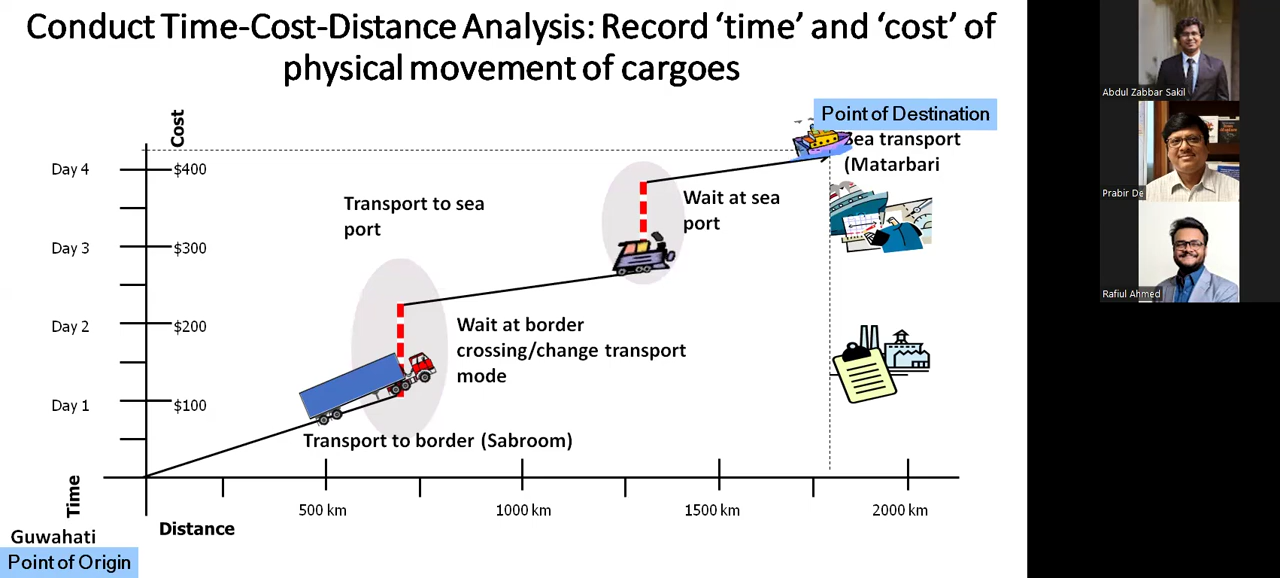 Conduct Time-Cost-Distance Analysis: Record ‘time’ and ‘cost’ of
physical movement of cargoes
Cost
Point of Destination
Sea transport
(Matarbari
Day 4
$400
Transport to sea
port
Wait at sea
port
Day 3
$300
Day 2
$200
Wait at border
crossing/change transport
mode
Day 1
$100
Transport to border (Sabroom)
Time
500 km
1000 km
1500 km
2000 km
Distance
Guwahati
Point of Origin
Abdul Zabbar Sakil
Prabir De
Rafiul Ahmed